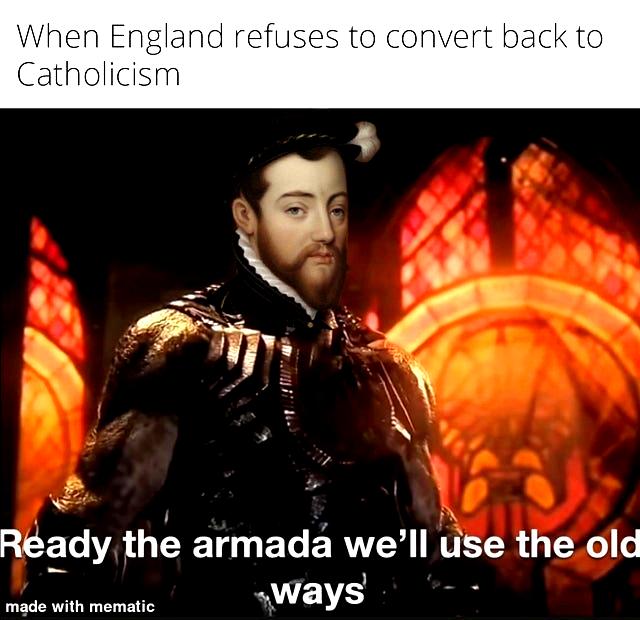 When England refuses to convert back to
Catholicism
Ready the armada we'll use the old
ways
made with mematic